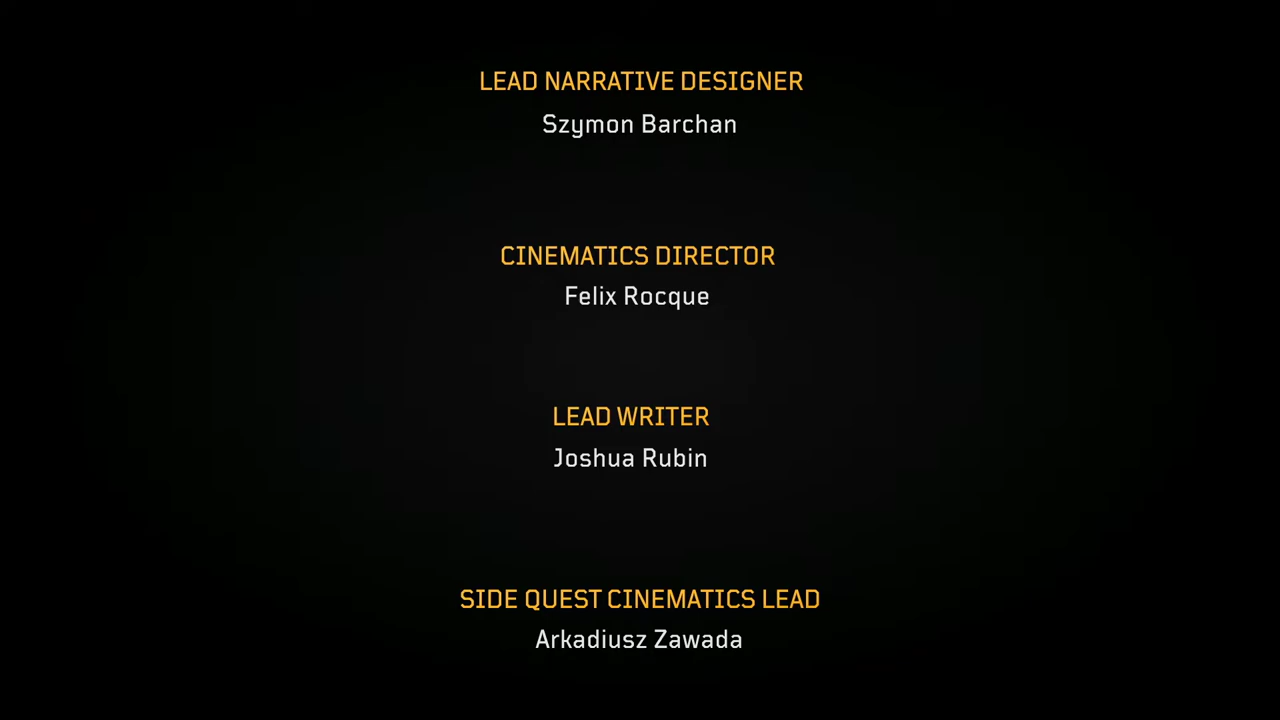 LEAD NARRATIVE DESIGNER
Szymon Barchan
CINEMATICS DIRECTOR
Felix Rocque
LEAD WRITER
Joshua Rubin
SIDE QUEST CINEMATICS LEAD
Arkadiusz Zawada